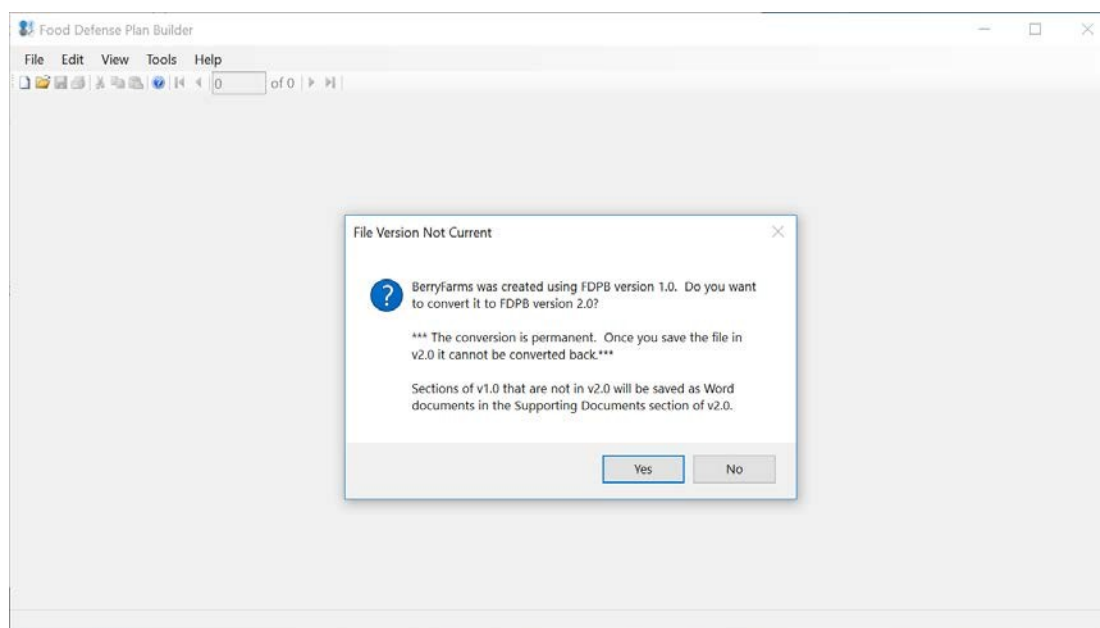 Food Defense Plan Builder
File Edit View Tools Help
0 of 0
File Version Not Current
BerryFarms was created using FDPB version 1.0. Do you want
to convert it to FDPB version 2.0?
*** The conversion is permanent. Once you save the file in
v2.0 it cannot be converted back.***
Sections of v1.0 that are not in v2.0 will be saved as Word
documents in the Supporting Documents section of v2.0.
Yes No